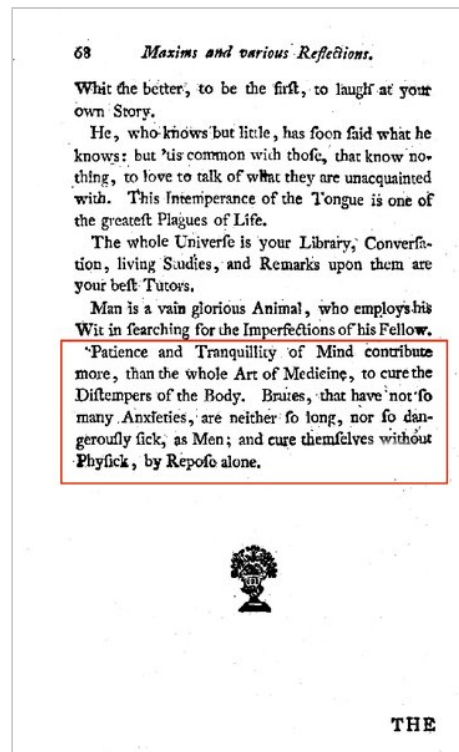 68 Maxims and various Reflections.
Whit the better, to be the first, to laugh at your
own Story.
He, who knows but little, has soon said what he
knows: but 'tis common with those, that know no-
thing, to love to talk of what they are unacquainted
with. This Intemperance of the Tongue is one of
the greatest Plagues of Life.
The whole Universe is your Library, Conversa-
tion, living Studies, and Remarks upon them are
your best Tutors.
Man is a vain glorious Animal, who employs his
Wit in searching for the Imperfections of his Fellow.
Patience and Tranquillity of Mind contribute
more, than the whole Art of Medicine, to cure the
Distempers of the Body. Brutes, that have not so
many Anxieties, are neither so long, nor so dan-
gerously sick, as Men; and cure themselves without
Physick, by Repose alone.
THE